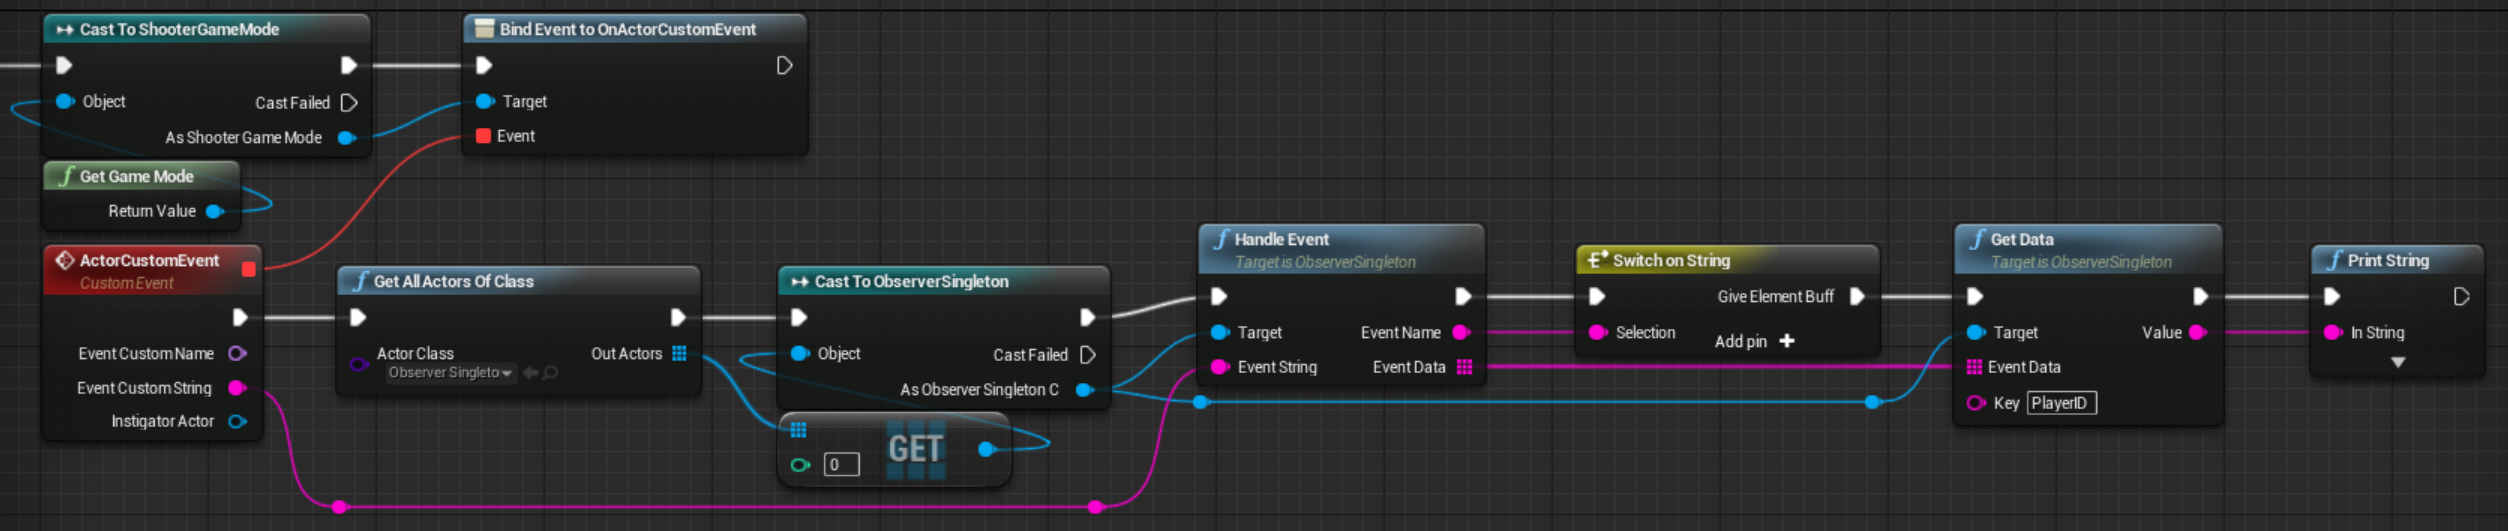 Cast To ShooterGameMode
Object
Cast Failed
As Shooter Game Mode
Bind Event to OnActorCustomEvent
Target
Event
f Get Game Mode
Return Value
ActorCustomEvent
Custom Event
Event Custom Name
Event Custom String
Instigator Actor
f Get All Actors Of Class
Actor Class
Out Actors
Observer Singleto
Cast To ObserverSingleton
Object
Cast Failed
As Observer Singleton C
GET
0
f Handle Event
Target is ObserverSingleton
Target
Event Name
Event String
Event Data
Switch on String
Give Element Buff
Selection
Add pin +
f Get Data
Target is ObserverSingleton
Target
Value
Event Data
Key PlayerID
f Print String
In String